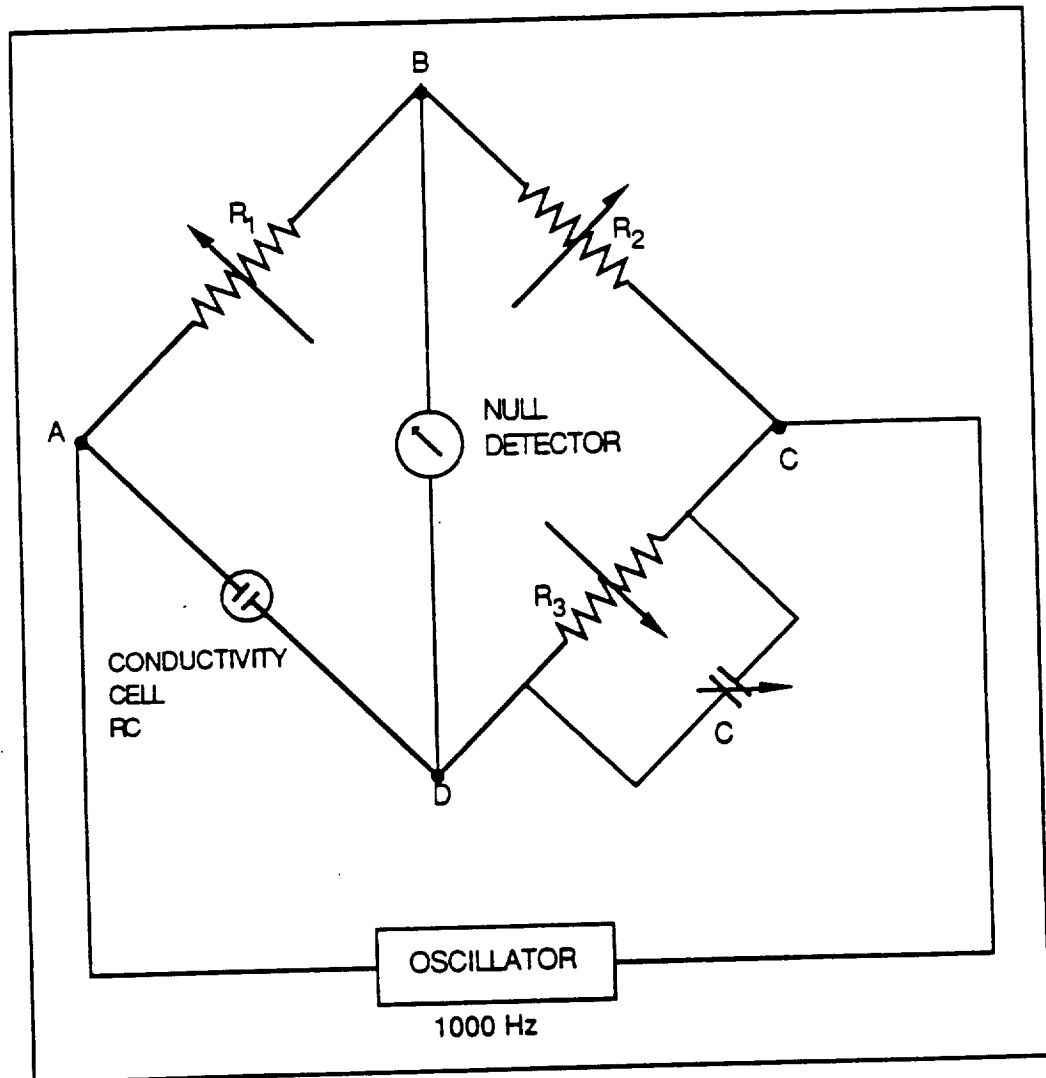 B
R1
R2
A
NULL
DETECTOR
C
R3
CONDUCTIVITY
CELL
RC
C
D
OSCILLATOR
1000 Hz